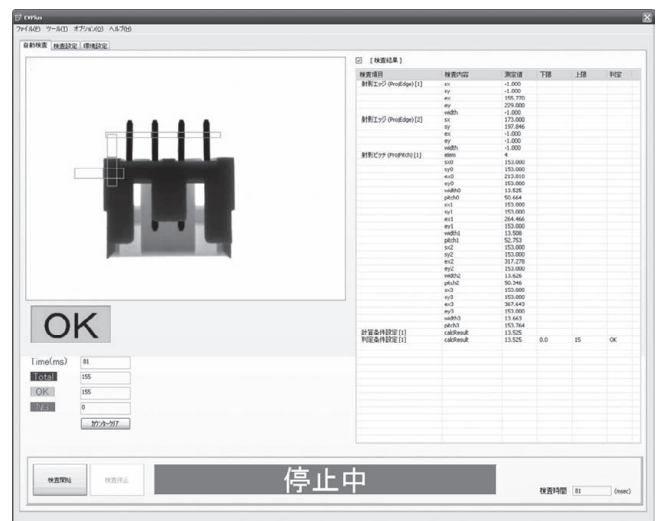 EVPlus
ファイル(F) ツール(T) オプション(O) ヘルプ(H)
自動検査 検査設定 環境設定
[検査結果]
検査項目 検査内容 測定値 下限 上限 判定
射影エッジ(ProjEdge)[1] sx -1.000
sy -1.000
ex 155.770
ey 229.000
width -1.000
射影エッジ(ProjEdge)[2] sx 173.000
sy 197.846
ex -1.000
ey -1.000
width -1.000
射影ピッチ(ProjPitch)[1] elem 4
sx0 153.000
sy0 153.000
ex0 213.810
ey0 153.000
width0 13.525
pitch0 50.664
sx1 153.000
sy1 153.000
ex1 264.466
ey1 153.000
width1 13.508
pitch1 52.753
sx2 153.000
sy2 153.000
ex2 317.278
ey2 153.000
width2 13.626
pitch2 50.346
sx3 153.000
sy3 153.000
ex3 367.643
ey3 153.000
width3 13.663
pitch3 153.764
計算条件設定[1] calcResult 13.525
判定条件設定[1] calcResult 13.525 0.0 15 OK
OK
Time(ms) 81
Total 155
OK 155
NG 0
カウンタークリア
検査開始 検査停止 停止中
検査時間 81 (msec)